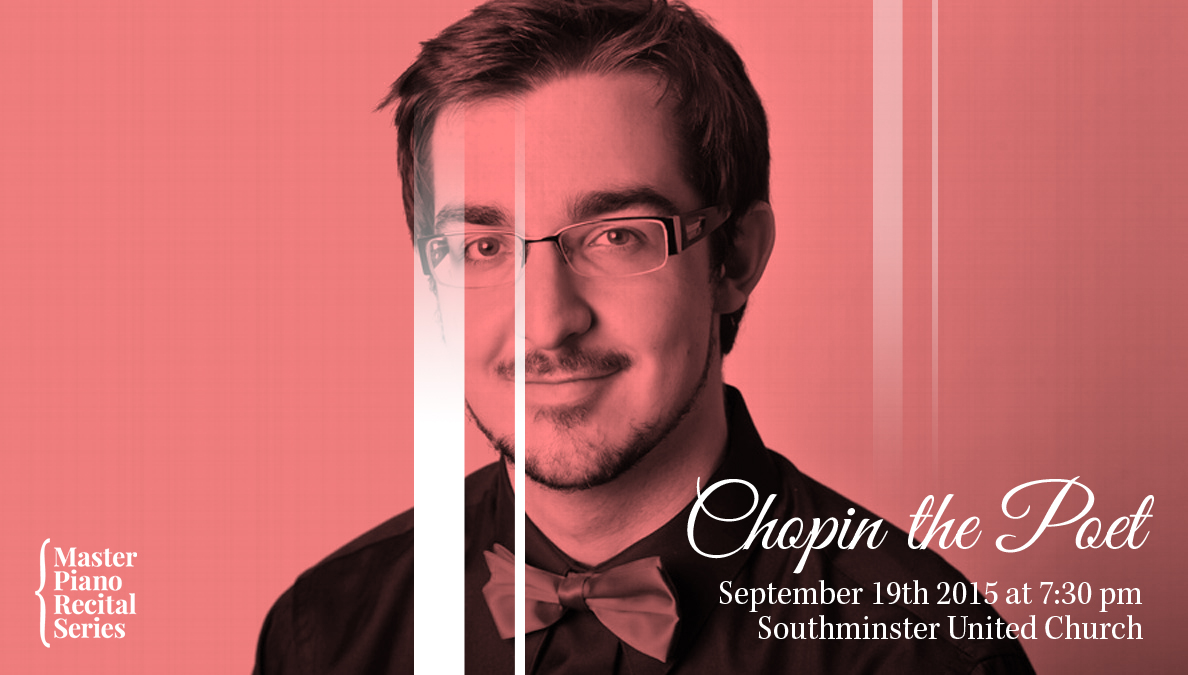 Chopin the Poet
September 19th 2015 at 7:30 pm
Southminster United Church
Master
Piano
Recital
Series